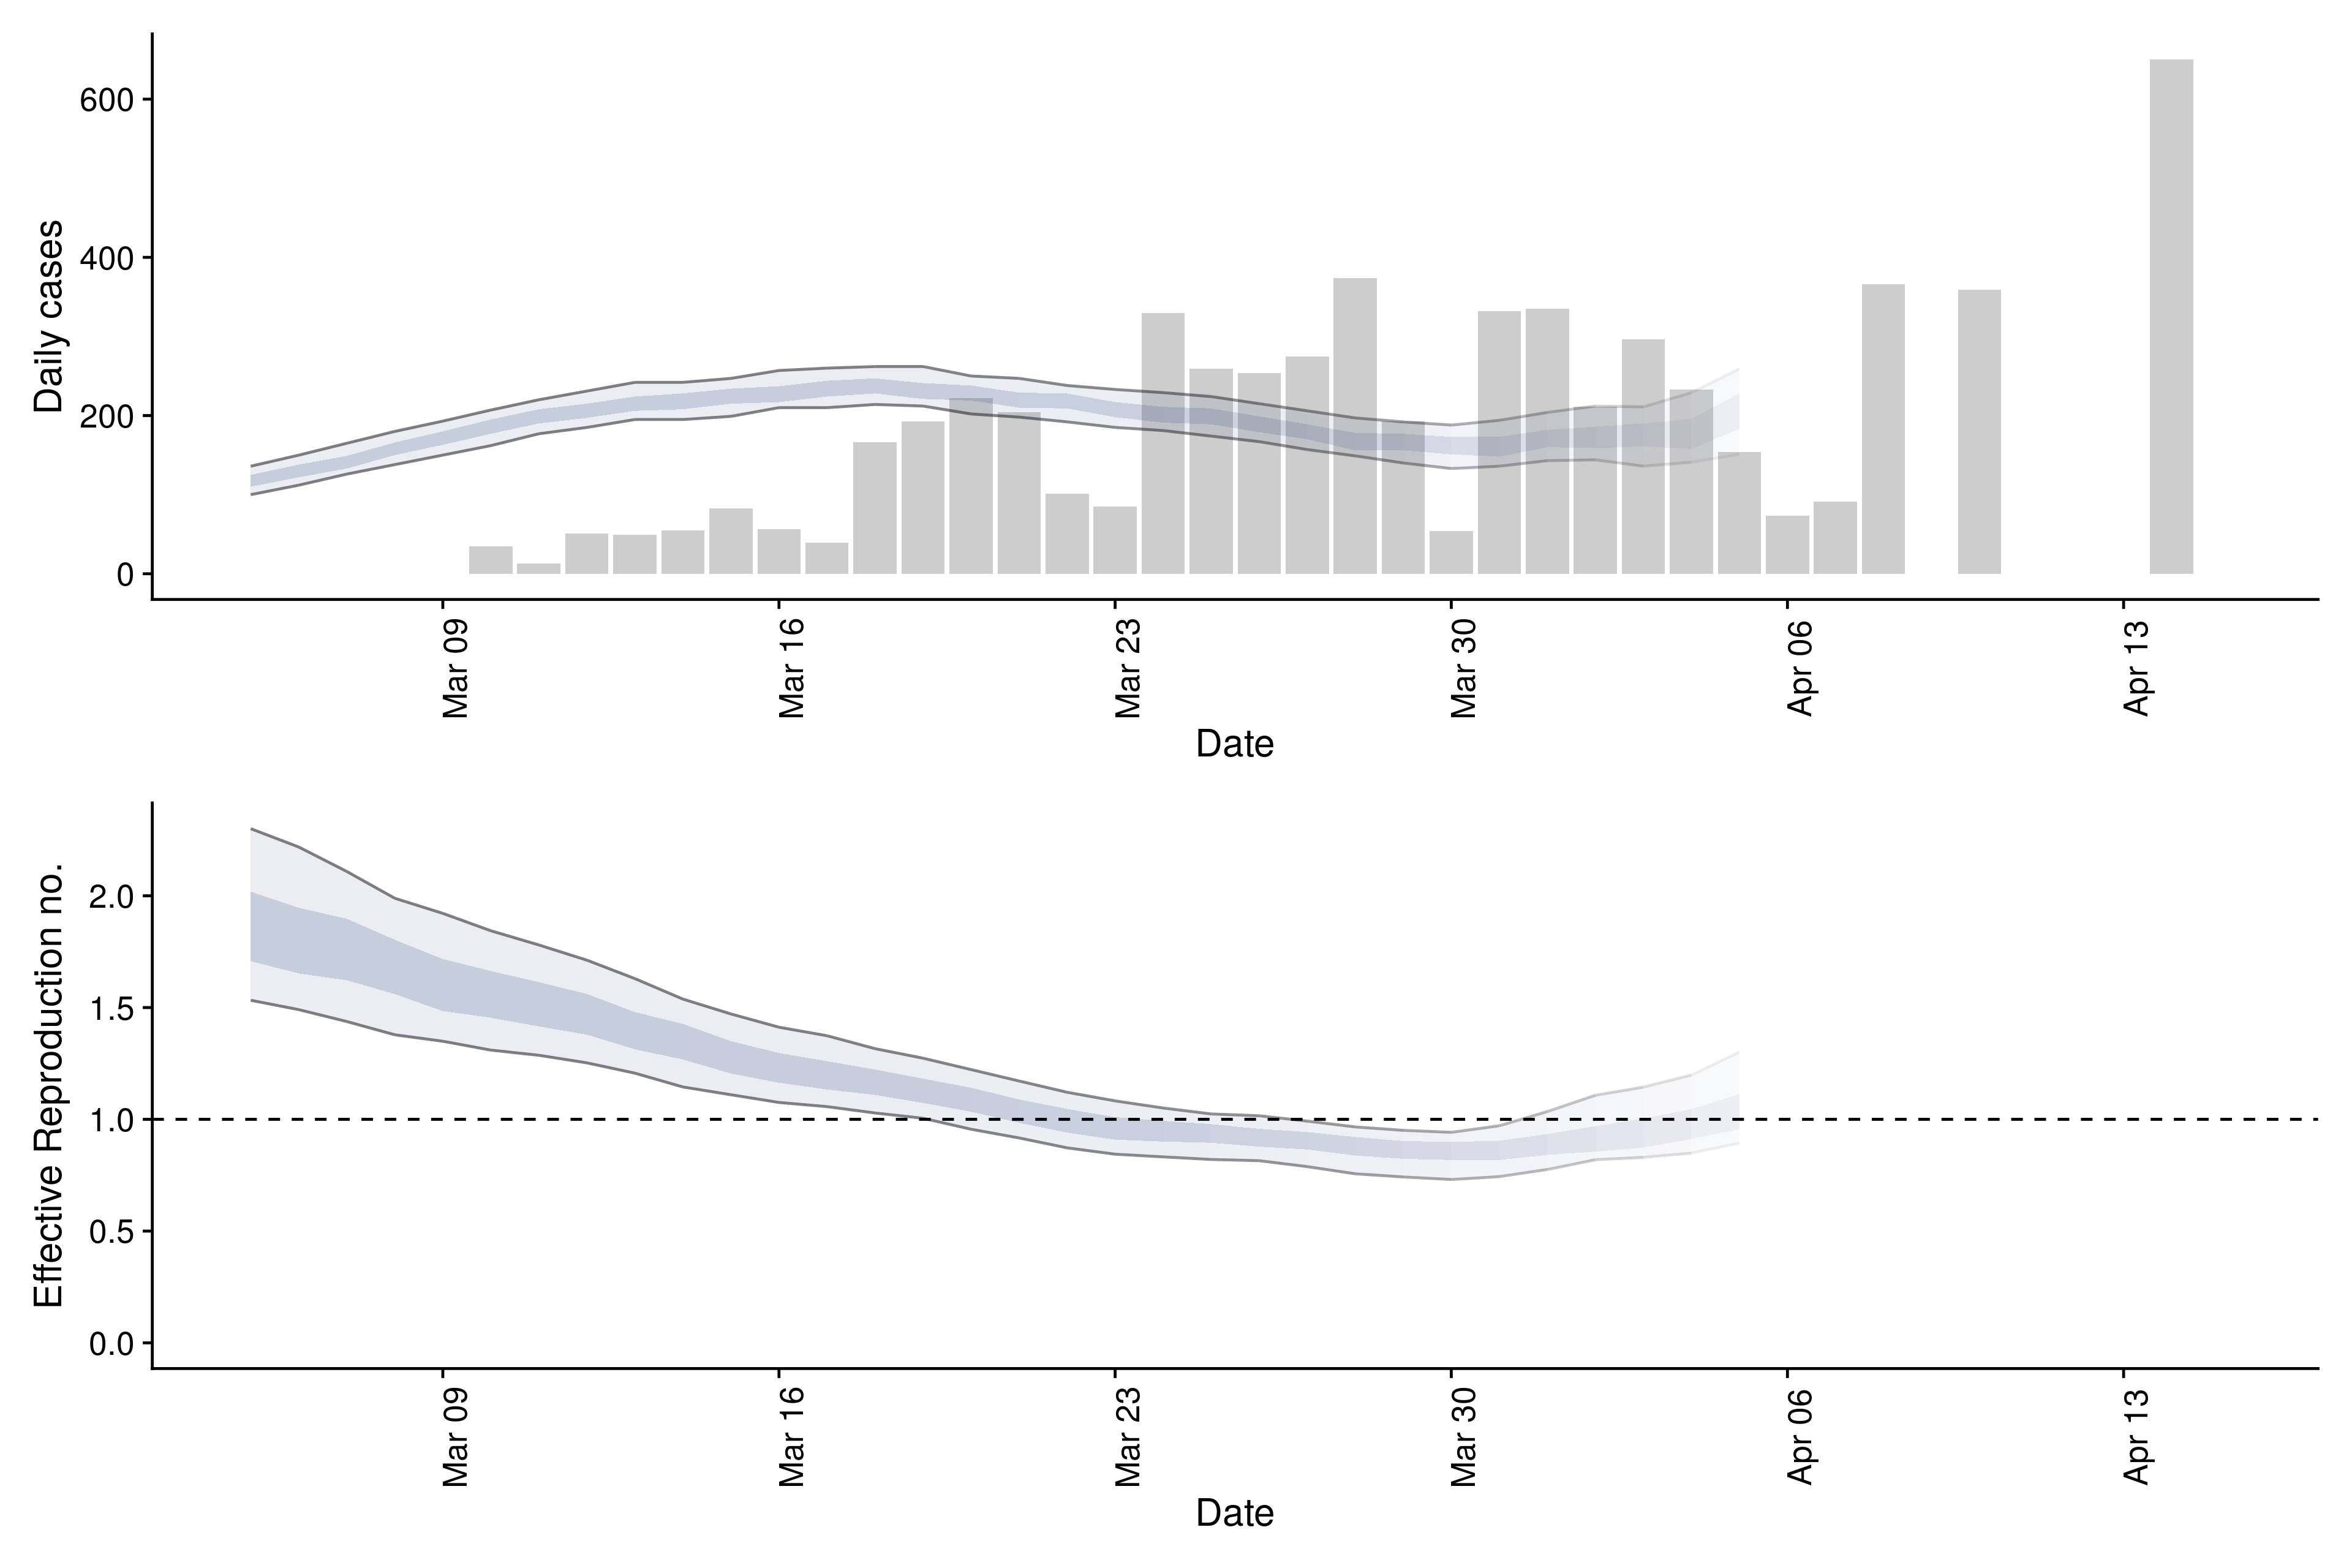 Daily cases
600
400
200
0
Mar 09
Mar 16
Mar 23
Mar 30
Apr 06
Apr 13
Date
Effective Reproduction no.
2.0
1.5
1.0
0.5
0.0
Mar 09
Mar 16
Mar 23
Mar 30
Apr 06
Apr 13
Date